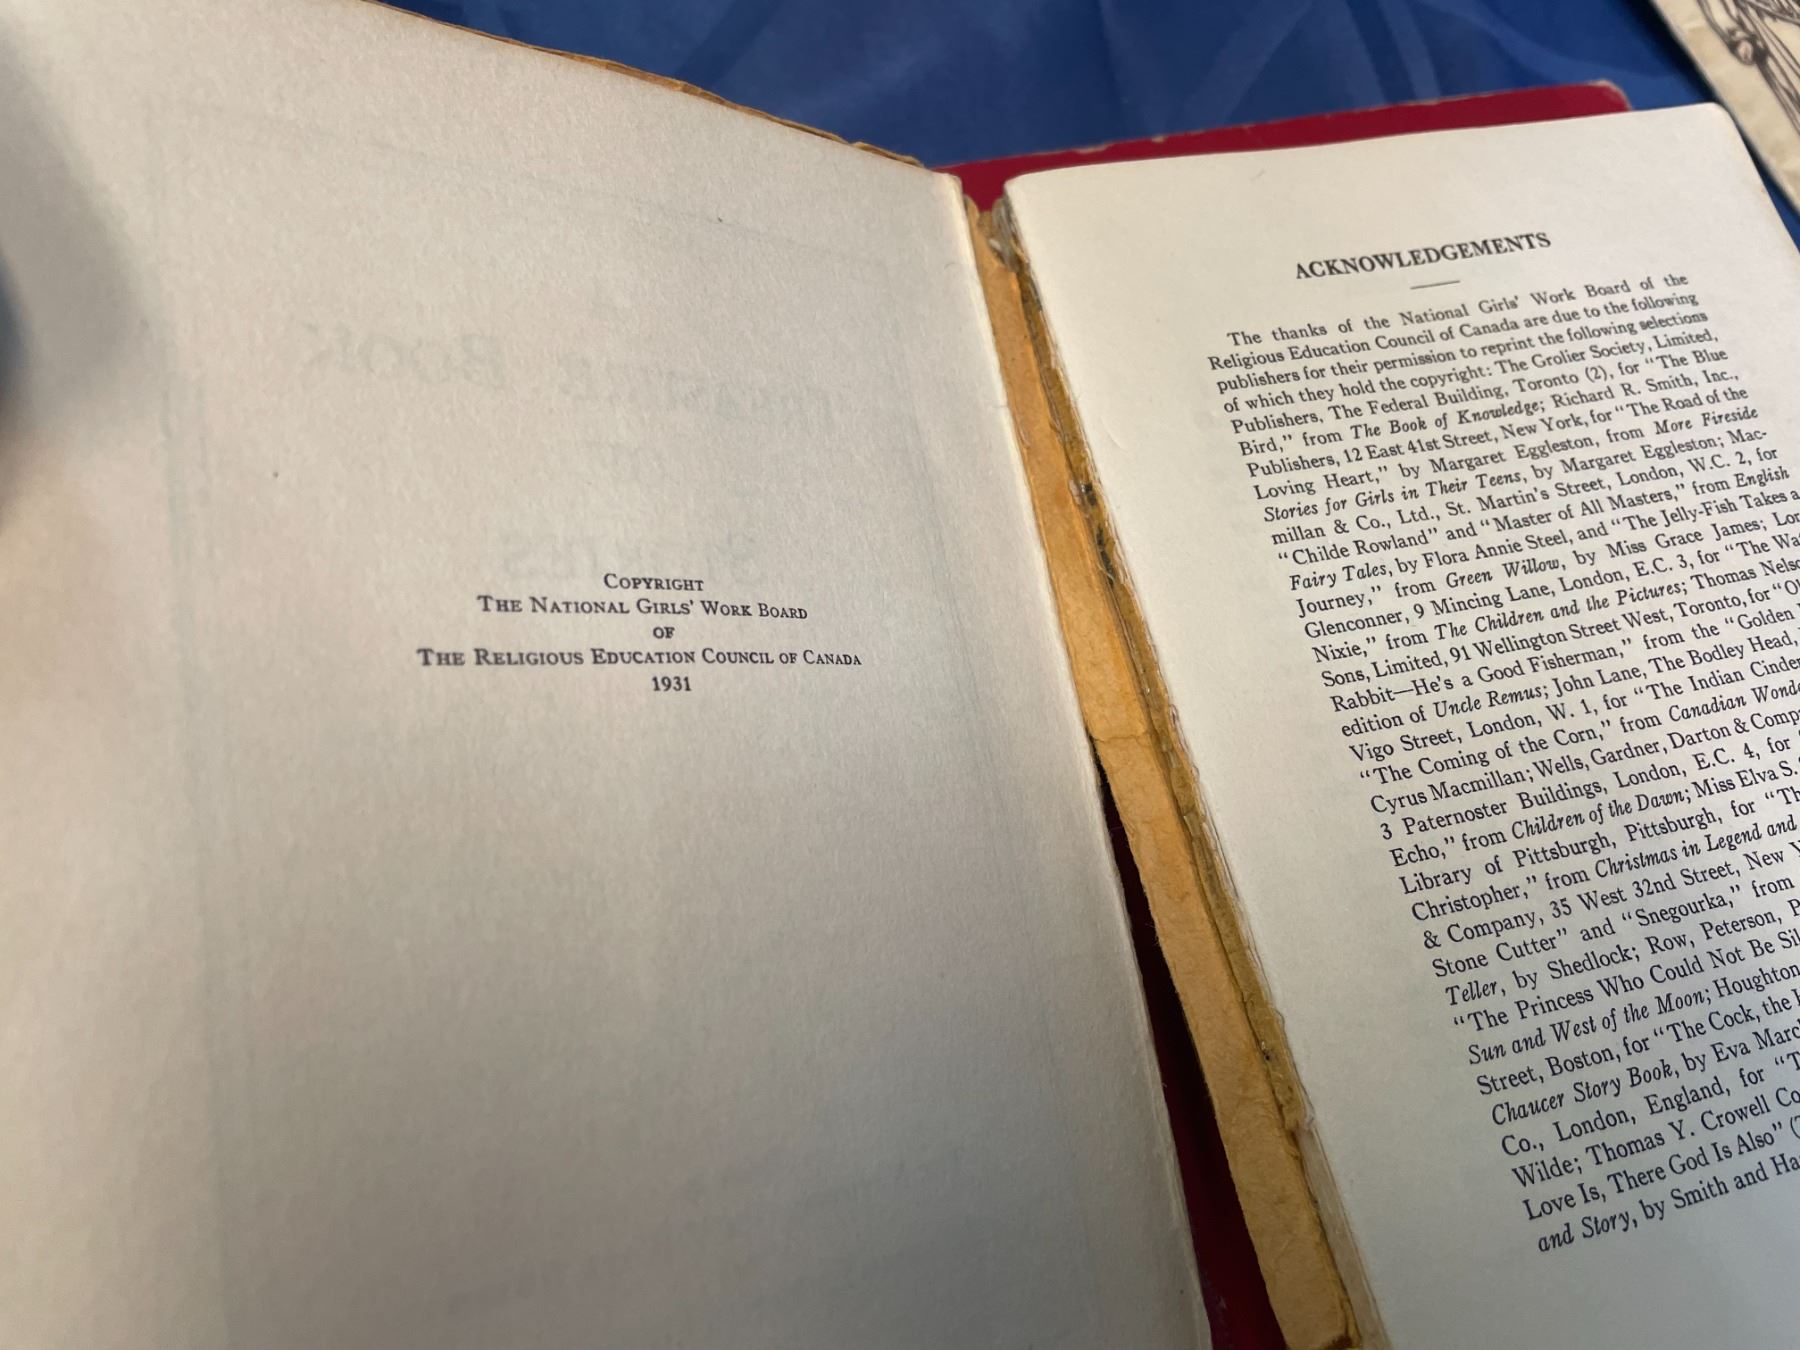 COPYRIGHT
THE NATIONAL GIRLS' WORK BOARD
OF
THE RELIGIOUS EDUCATION COUNCIL OF CANADA
1931
ACKNOWLEDGEMENTS
The thanks of the National Girls' Work Board of the
Religious Education Council of Canada are due to the following
publishers for their permission to reprint the following selections
of which they hold the copyright: The Grolier Society, Limited,
Publishers, The Federal Building, Toronto (2), for "The Blue
Bird," from The Book of Knowledge; Richard R. Smith, Inc.,
Publishers, 12 East 41st Street, New York, for "The Road of the
Loving Heart," by Margaret Eggleston, from More Fireside
Stories for Girls in Their Teens, by Margaret Eggleston; Mac-
millan & Co., Ltd., St. Martin's Street, London, W.C. 2, for
"Childe Rowland" and "Master of All Masters," from English
Fairy Tales, by Flora Annie Steel, and "The Jelly-Fish Takes a
Journey," from Green Willow, by Miss Grace James;
Glenconner, 9 Mincing Lane, London, E.C. 3, for "The
Nixie," from The Children and the Pictures; Thomas
Sons, Limited, 91 Wellington Street West, Toronto, for
Rabbit—He's a Good Fisherman," from the "Golden
edition of Uncle Remus; John Lane, The Bodley Head,
Vigo Street, London, W. 1, for "The Indian
"The Coming of the Corn," from Canadian
Cyrus Macmillan; Wells, Gardner, Darton &
3 Paternoster Buildings, London, E.C. 4, for
Echo," from Children of the Dawn; Miss Elva S.
Library of Pittsburgh, Pittsburgh, for
Christopher," from Christmas in Legend and
& Company, 35 West 32nd Street, New
Stone Cutter" and "Snegourka," from
Teller, by Shedlock; Row, Peterson,
"The Princess Who Could Not Be
Sun and West of the Moon; Houghton
Street, Boston, for "The Cock, the
Chaucer Story Book, by Eva
Co., London, England, for
Wilde; Thomas Y. Crowell
Love Is, There God Is Also"
and Story, by Smith and